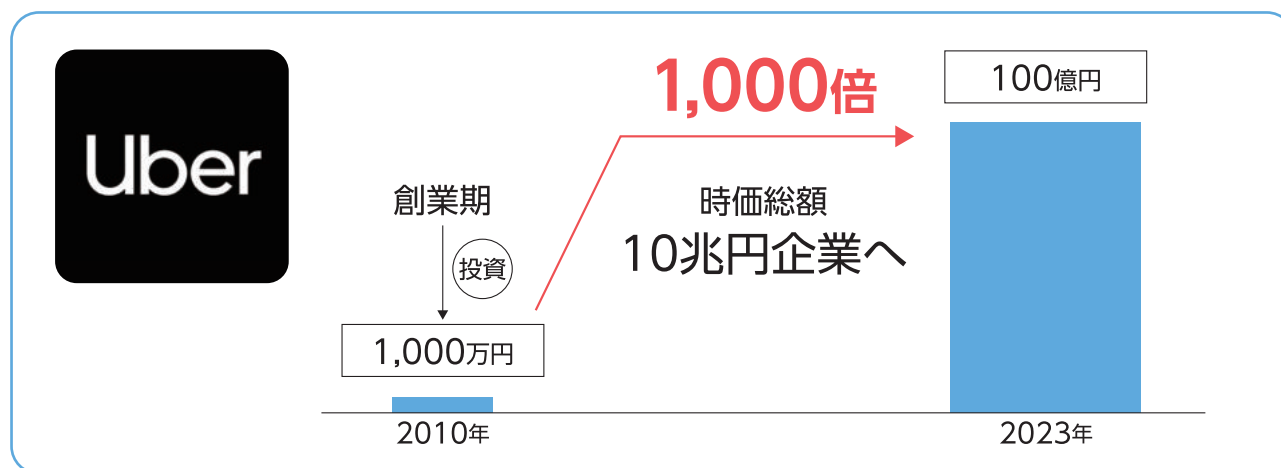 Uber
創業期
投資
1,000万円
2010年
1,000倍
時価総額
10兆円企業へ
100億円
2023年